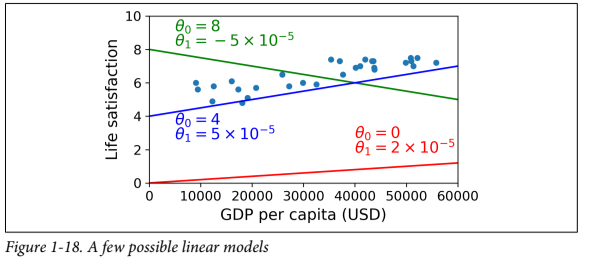 10
8
6
4
2
0
θ₀ = 8
θ₁ = − 5 × 10⁻⁵
θ₀ = 4
θ₁ = 5 × 10⁻⁵
θ₀ = 0
θ₁ = 2 × 10⁻⁵
Life satisfaction
0 10000 20000 30000 40000 50000 60000
GDP per capita (USD)
Figure 1-18. A few possible linear models